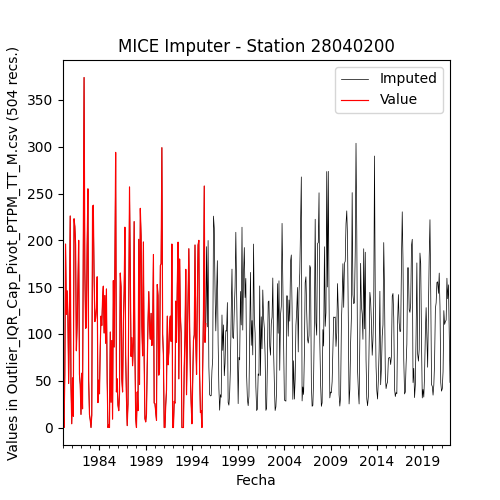 MICE Imputer - Station 28040200
Imputed
Value
Values in Outlier_IQR_Cap_Pivot_PTPM_TT_M.csv (504 recs.)
350
300
250
200
150
100
50
0
1984 1989 1994 1999 2004 2009 2014 2019
Fecha